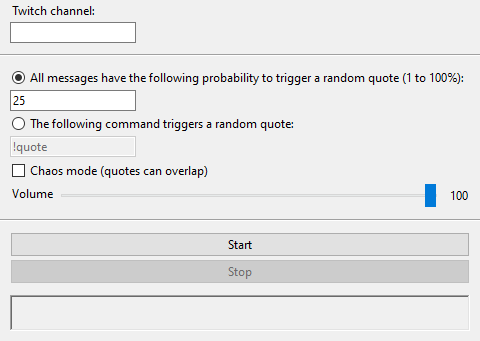 Twitch channel:
All messages have the following probability to trigger a random quote (1 to 100%):
25
The following command triggers a random quote:
!quote
Chaos mode (quotes can overlap)
Volume 100
Start
Stop